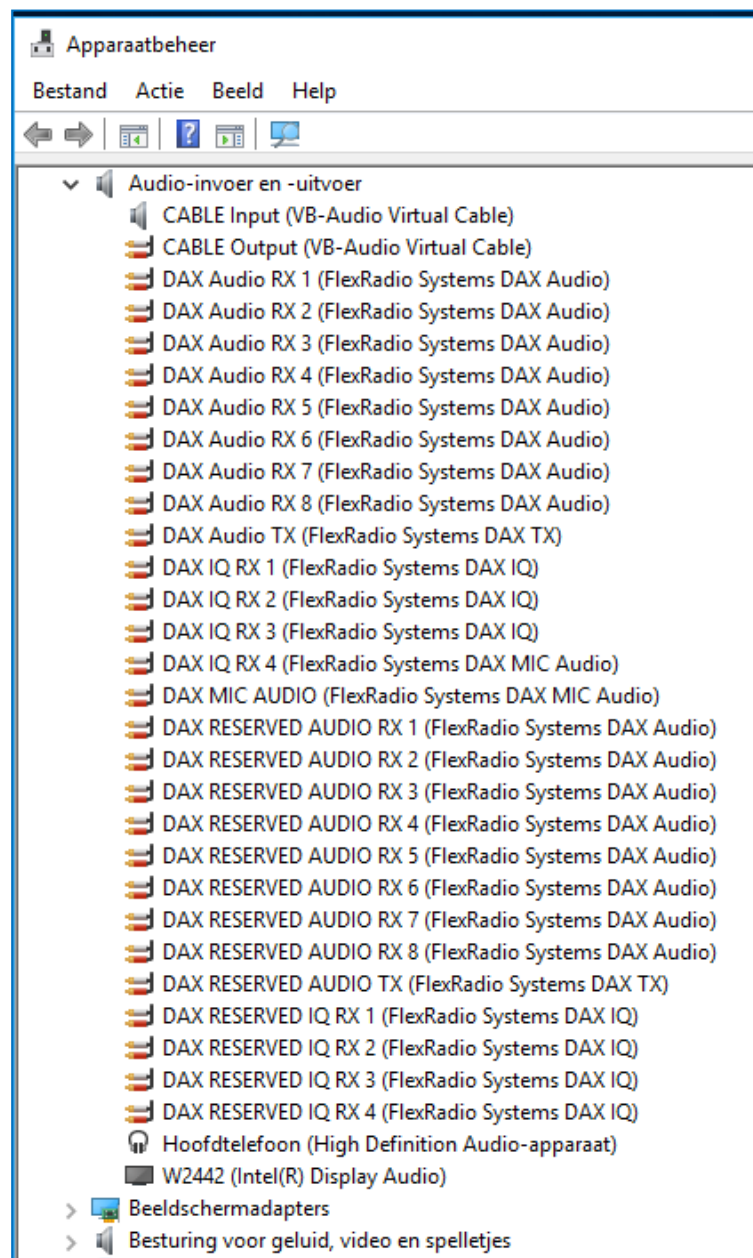 Apparaatbeheer
Bestand Actie Beeld Help
Audio-invoer en -uitvoer
CABLE Input (VB-Audio Virtual Cable)
CABLE Output (VB-Audio Virtual Cable)
DAX Audio RX 1 (FlexRadio Systems DAX Audio)
DAX Audio RX 2 (FlexRadio Systems DAX Audio)
DAX Audio RX 3 (FlexRadio Systems DAX Audio)
DAX Audio RX 4 (FlexRadio Systems DAX Audio)
DAX Audio RX 5 (FlexRadio Systems DAX Audio)
DAX Audio RX 6 (FlexRadio Systems DAX Audio)
DAX Audio RX 7 (FlexRadio Systems DAX Audio)
DAX Audio RX 8 (FlexRadio Systems DAX Audio)
DAX Audio TX (FlexRadio Systems DAX TX)
DAX IQ RX 1 (FlexRadio Systems DAX IQ)
DAX IQ RX 2 (FlexRadio Systems DAX IQ)
DAX IQ RX 3 (FlexRadio Systems DAX IQ)
DAX IQ RX 4 (FlexRadio Systems DAX MIC Audio)
DAX MIC AUDIO (FlexRadio Systems DAX MIC Audio)
DAX RESERVED AUDIO RX 1 (FlexRadio Systems DAX Audio)
DAX RESERVED AUDIO RX 2 (FlexRadio Systems DAX Audio)
DAX RESERVED AUDIO RX 3 (FlexRadio Systems DAX Audio)
DAX RESERVED AUDIO RX 4 (FlexRadio Systems DAX Audio)
DAX RESERVED AUDIO RX 5 (FlexRadio Systems DAX Audio)
DAX RESERVED AUDIO RX 6 (FlexRadio Systems DAX Audio)
DAX RESERVED AUDIO RX 7 (FlexRadio Systems DAX Audio)
DAX RESERVED AUDIO RX 8 (FlexRadio Systems DAX Audio)
DAX RESERVED AUDIO TX (FlexRadio Systems DAX TX)
DAX RESERVED IQ RX 1 (FlexRadio Systems DAX IQ)
DAX RESERVED IQ RX 2 (FlexRadio Systems DAX IQ)
DAX RESERVED IQ RX 3 (FlexRadio Systems DAX IQ)
DAX RESERVED IQ RX 4 (FlexRadio Systems DAX IQ)
Hoofdtelefoon (High Definition Audio-apparaat)
W2442 (Intel(R) Display Audio)
Beeldschermadapters
Besturing voor geluid, video en spelletjes